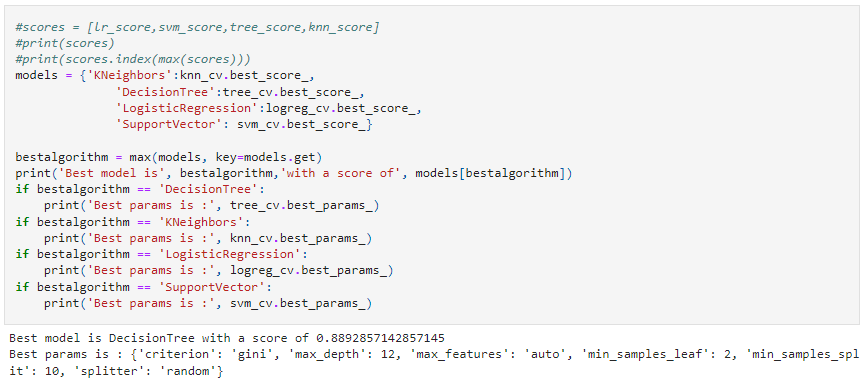 #scores = [lr_score,svm_score,tree_score,knn_score]
#print(scores)
#print(scores.index(max(scores)))
models = {'KNeighbors':knn_cv.best_score_,
              'DecisionTree':tree_cv.best_score_,
              'LogisticRegression':logreg_cv.best_score_,
              'SupportVector': svm_cv.best_score_}

bestalgorithm = max(models, key=models.get)
print('Best model is', bestalgorithm,'with a score of', models[bestalgorithm])
if bestalgorithm == 'DecisionTree':
    print('Best params is :', tree_cv.best_params_)
if bestalgorithm == 'KNeighbors':
    print('Best params is :', knn_cv.best_params_)
if bestalgorithm == 'LogisticRegression':
    print('Best params is :', logreg_cv.best_params_)
if bestalgorithm == 'SupportVector':
    print('Best params is :', svm_cv.best_params_)
Best model is DecisionTree with a score of 0.8892857142857145
Best params is : {'criterion': 'gini', 'max_depth': 12, 'max_features': 'auto', 'min_samples_leaf': 2, 'min_samples_spl
it': 10, 'splitter': 'random'}